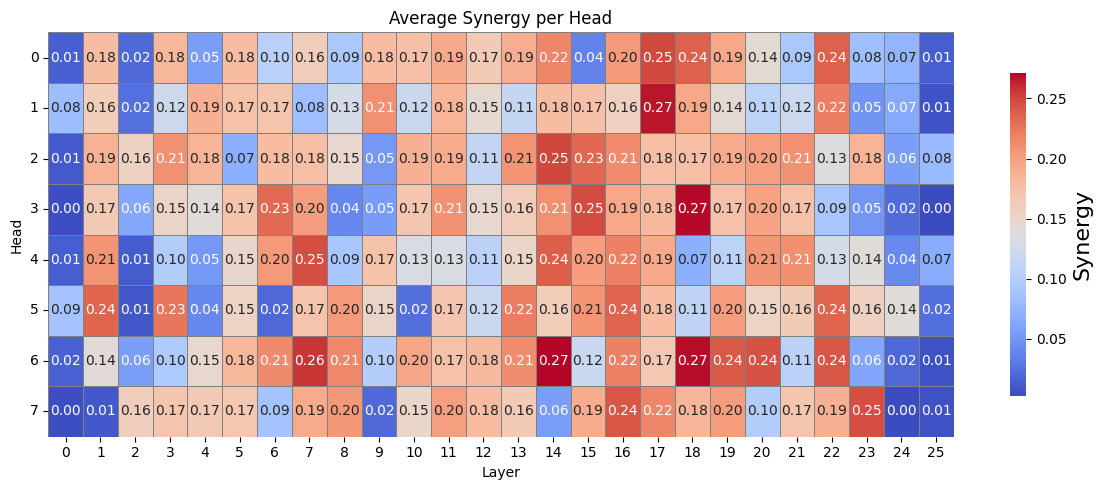 Average Synergy per Head
0 0.01 0.18 0.02 0.18 0.05 0.18 0.10 0.16 0.09 0.18 0.17 0.19 0.17 0.19 0.22 0.04 0.20 0.25 0.24 0.19 0.14 0.09 0.24 0.08 0.07 0.01
1 0.08 0.16 0.02 0.12 0.19 0.17 0.17 0.08 0.13 0.21 0.12 0.18 0.15 0.11 0.18 0.17 0.16 0.27 0.19 0.14 0.11 0.12 0.22 0.05 0.07 0.01
2 0.01 0.19 0.16 0.21 0.18 0.07 0.18 0.18 0.15 0.05 0.19 0.19 0.11 0.21 0.25 0.23 0.21 0.18 0.17 0.19 0.20 0.21 0.13 0.18 0.06 0.08
3 0.00 0.17 0.06 0.15 0.14 0.17 0.23 0.20 0.04 0.05 0.17 0.21 0.15 0.16 0.21 0.25 0.19 0.18 0.27 0.17 0.20 0.17 0.09 0.05 0.02 0.00
4 0.01 0.21 0.01 0.10 0.05 0.15 0.20 0.25 0.09 0.17 0.13 0.13 0.11 0.15 0.24 0.20 0.22 0.19 0.07 0.11 0.21 0.21 0.13 0.14 0.04 0.07
5 0.09 0.24 0.01 0.23 0.04 0.15 0.02 0.17 0.20 0.15 0.02 0.17 0.12 0.22 0.16 0.21 0.24 0.18 0.11 0.20 0.15 0.16 0.24 0.16 0.14 0.02
6 0.02 0.14 0.06 0.10 0.15 0.18 0.21 0.26 0.21 0.10 0.20 0.17 0.18 0.21 0.27 0.12 0.22 0.17 0.27 0.24 0.24 0.11 0.24 0.06 0.02 0.01
7 0.00 0.01 0.16 0.17 0.17 0.17 0.09 0.19 0.20 0.02 0.15 0.20 0.18 0.16 0.06 0.19 0.24 0.22 0.18 0.20 0.10 0.17 0.19 0.25 0.00 0.01
0 1 2 3 4 5 6 7 8 9 10 11 12 13 14 15 16 17 18 19 20 21 22 23 24 25
Layer
Head
0.25
0.20
0.15
0.10
0.05
Synergy